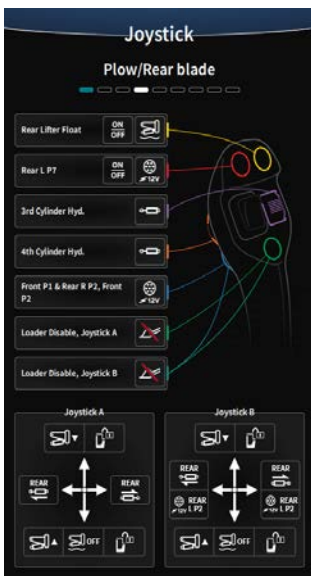 Joystick
Plow/Rear blade
Rear Lifter Float
ON
OFF
Rear L P7
ON
OFF
12V
3rd Cylinder Hyd.
4th Cylinder Hyd.
Front P1 & Rear R P2, Front
P2
12V
Loader Disable, Joystick A
Loader Disable, Joystick B
Joystick A
REAR
REAR
OFF
Joystick B
REAR
REAR
REAR
12V L P2
REAR
12V L P2
OFF